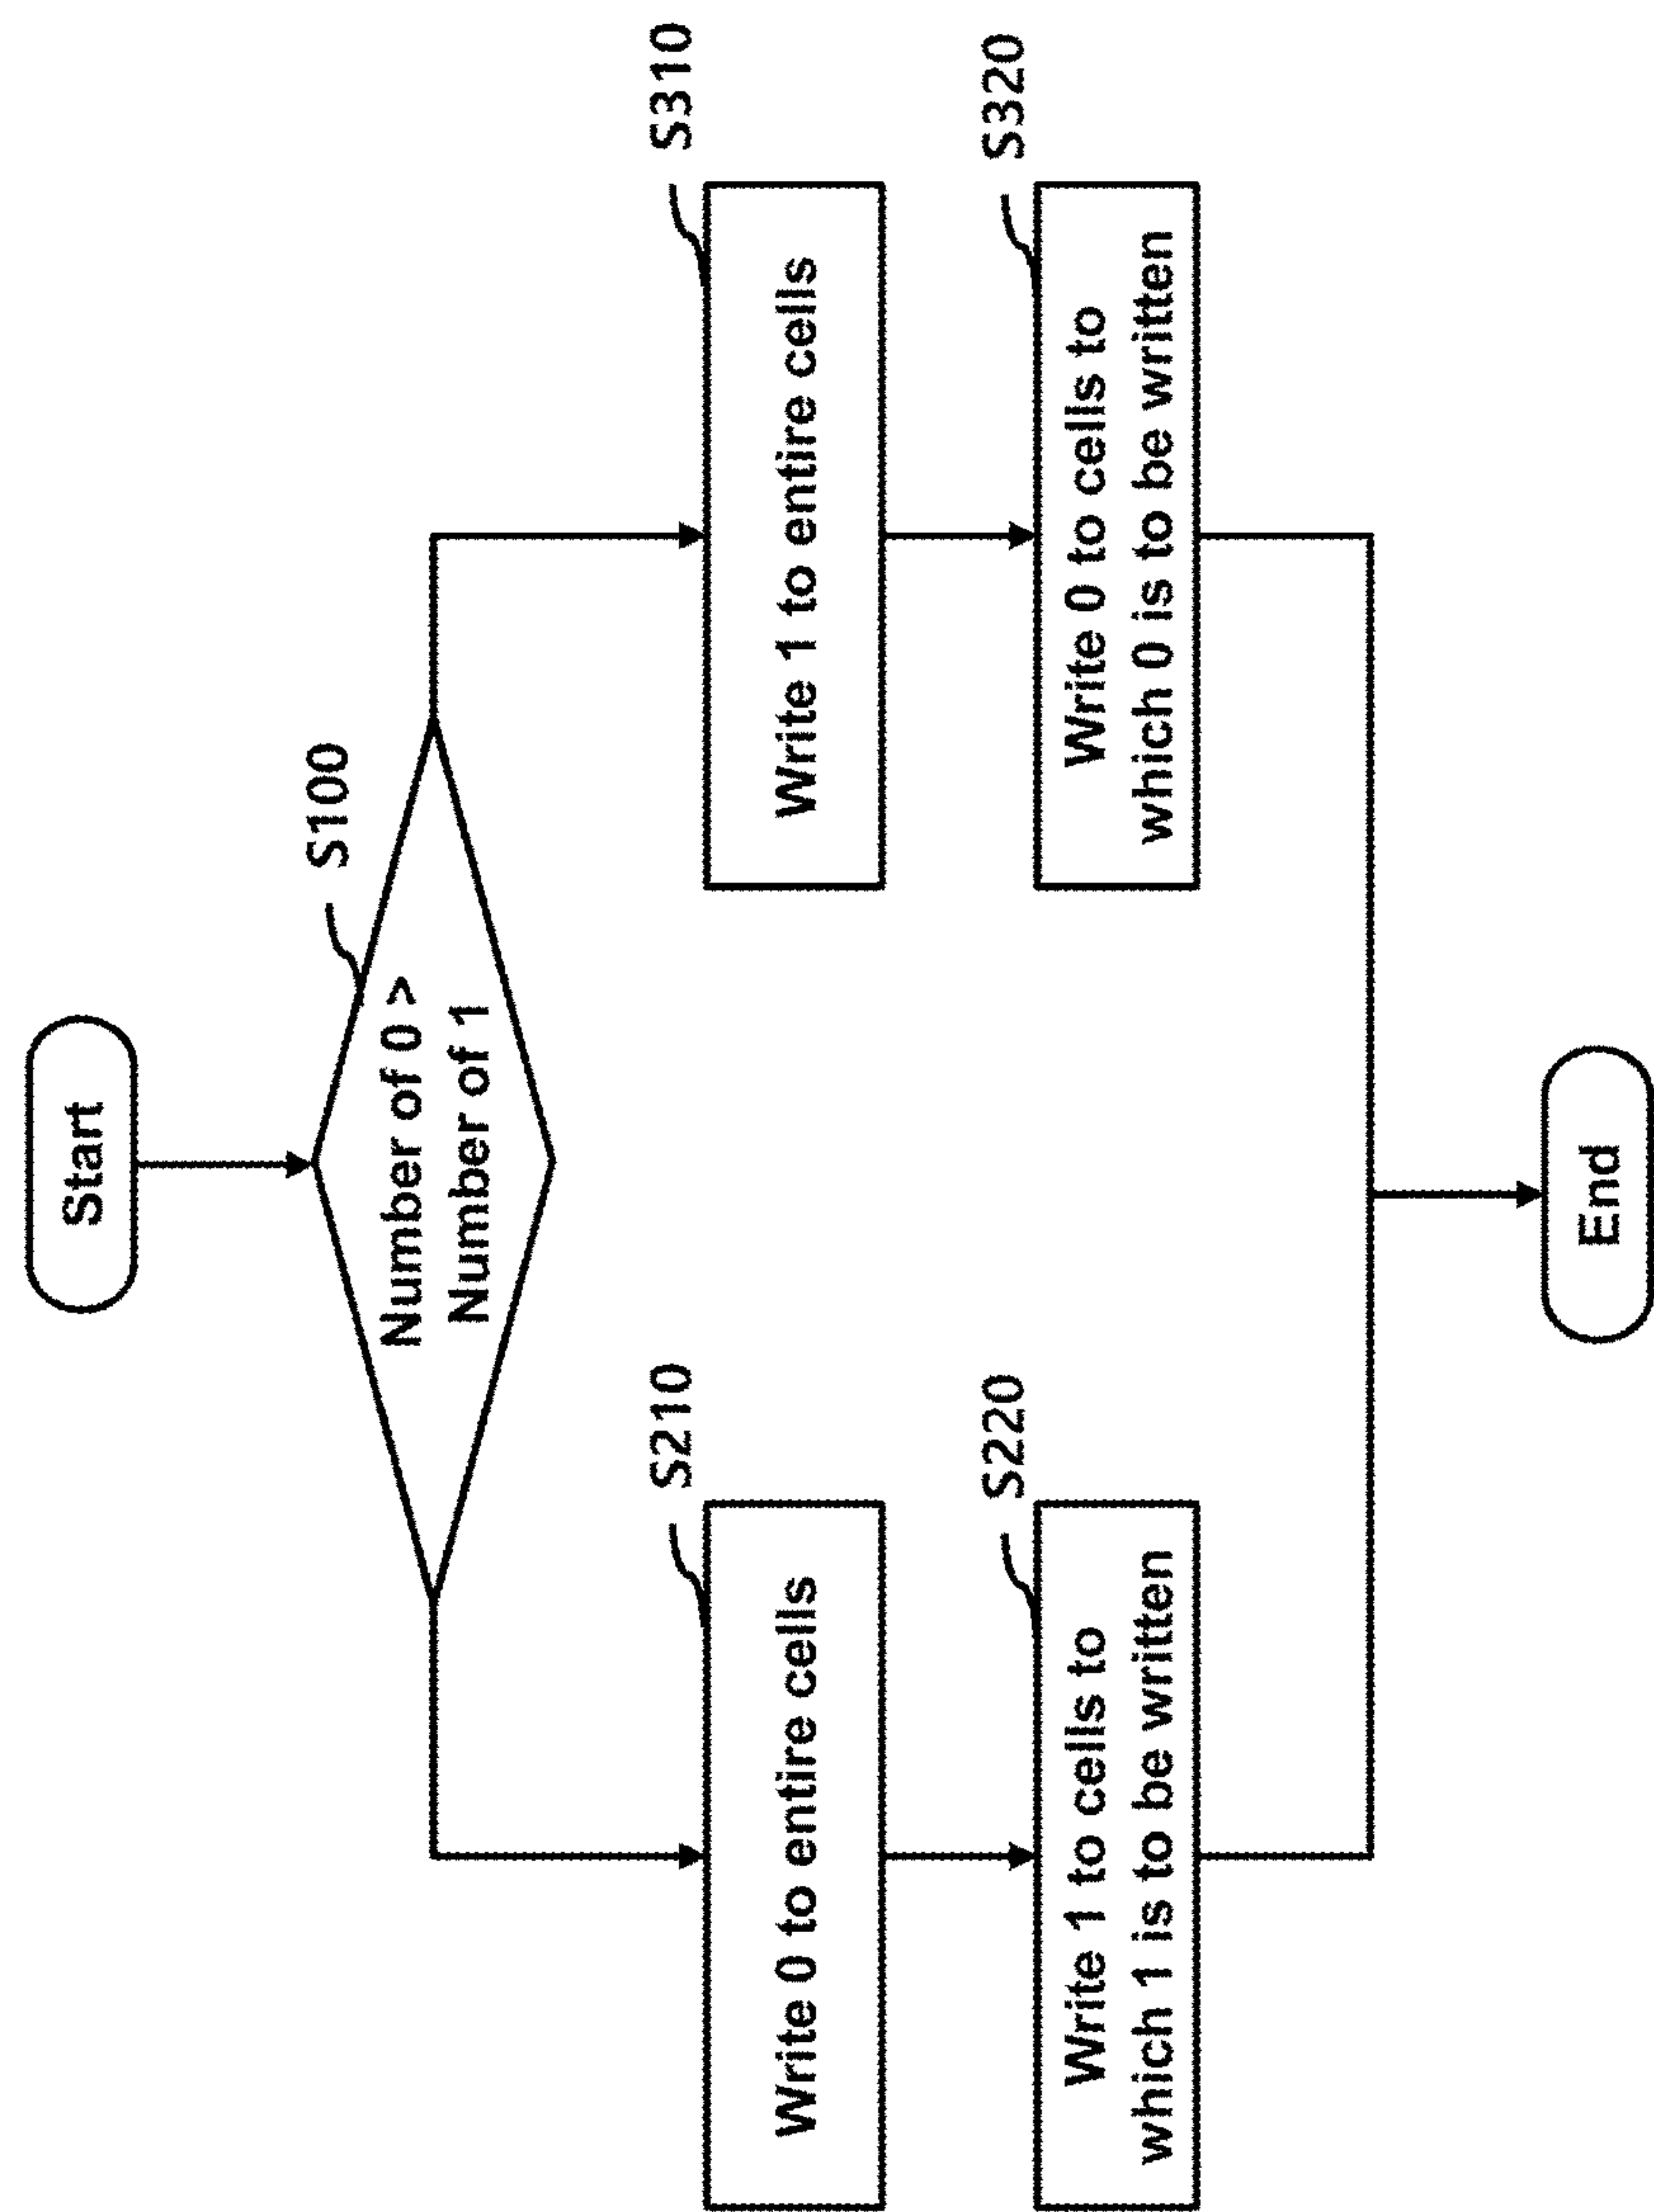 Start
S100
Number of 0 >
Number of 1
S210
Write 0 to entire cells
S220
Write 1 to cells to
which 1 is to be written
S310
Write 1 to entire cells
S320
Write 0 to cells to
which 0 is to be written
End